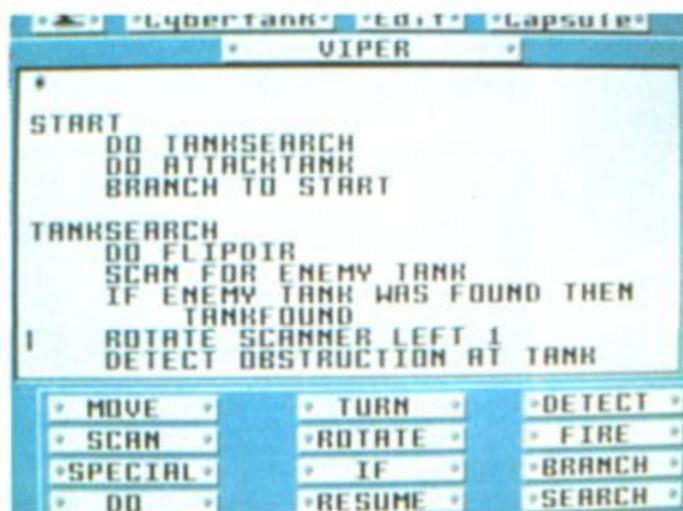 Cybertank Edit Capsule
VIPER
START
DO TANKSEARCH
DO ATTACKTANK
BRANCH TO START
TANKSEARCH
DO FLIPDIR
SCAN FOR ENEMY TANK
IF ENEMY TANK WAS FOUND THEN
TANKFOUND
ROTATE SCANNER LEFT 1
DETECT OBSTRUCTION AT TANK
MOVE TURN DETECT
SCAN ROTATE FIRE
SPECIAL IF BRANCH
DO RESUME SEARCH